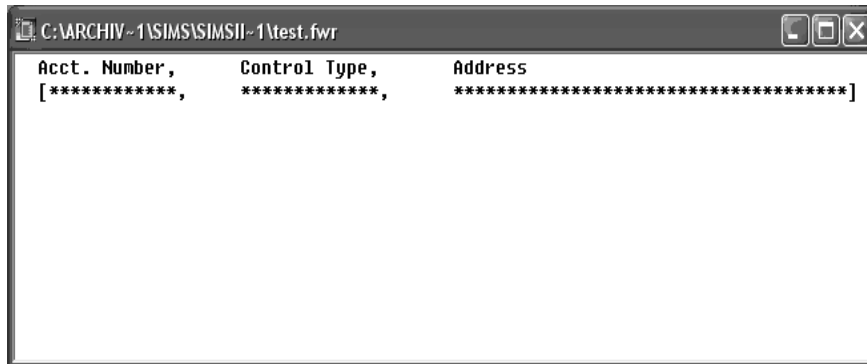 C:\ARCHIV~1\SIMS\SIMSII~1\test.fwr
Acct. Number, Control Type, Address
[************, *************, *************************************]